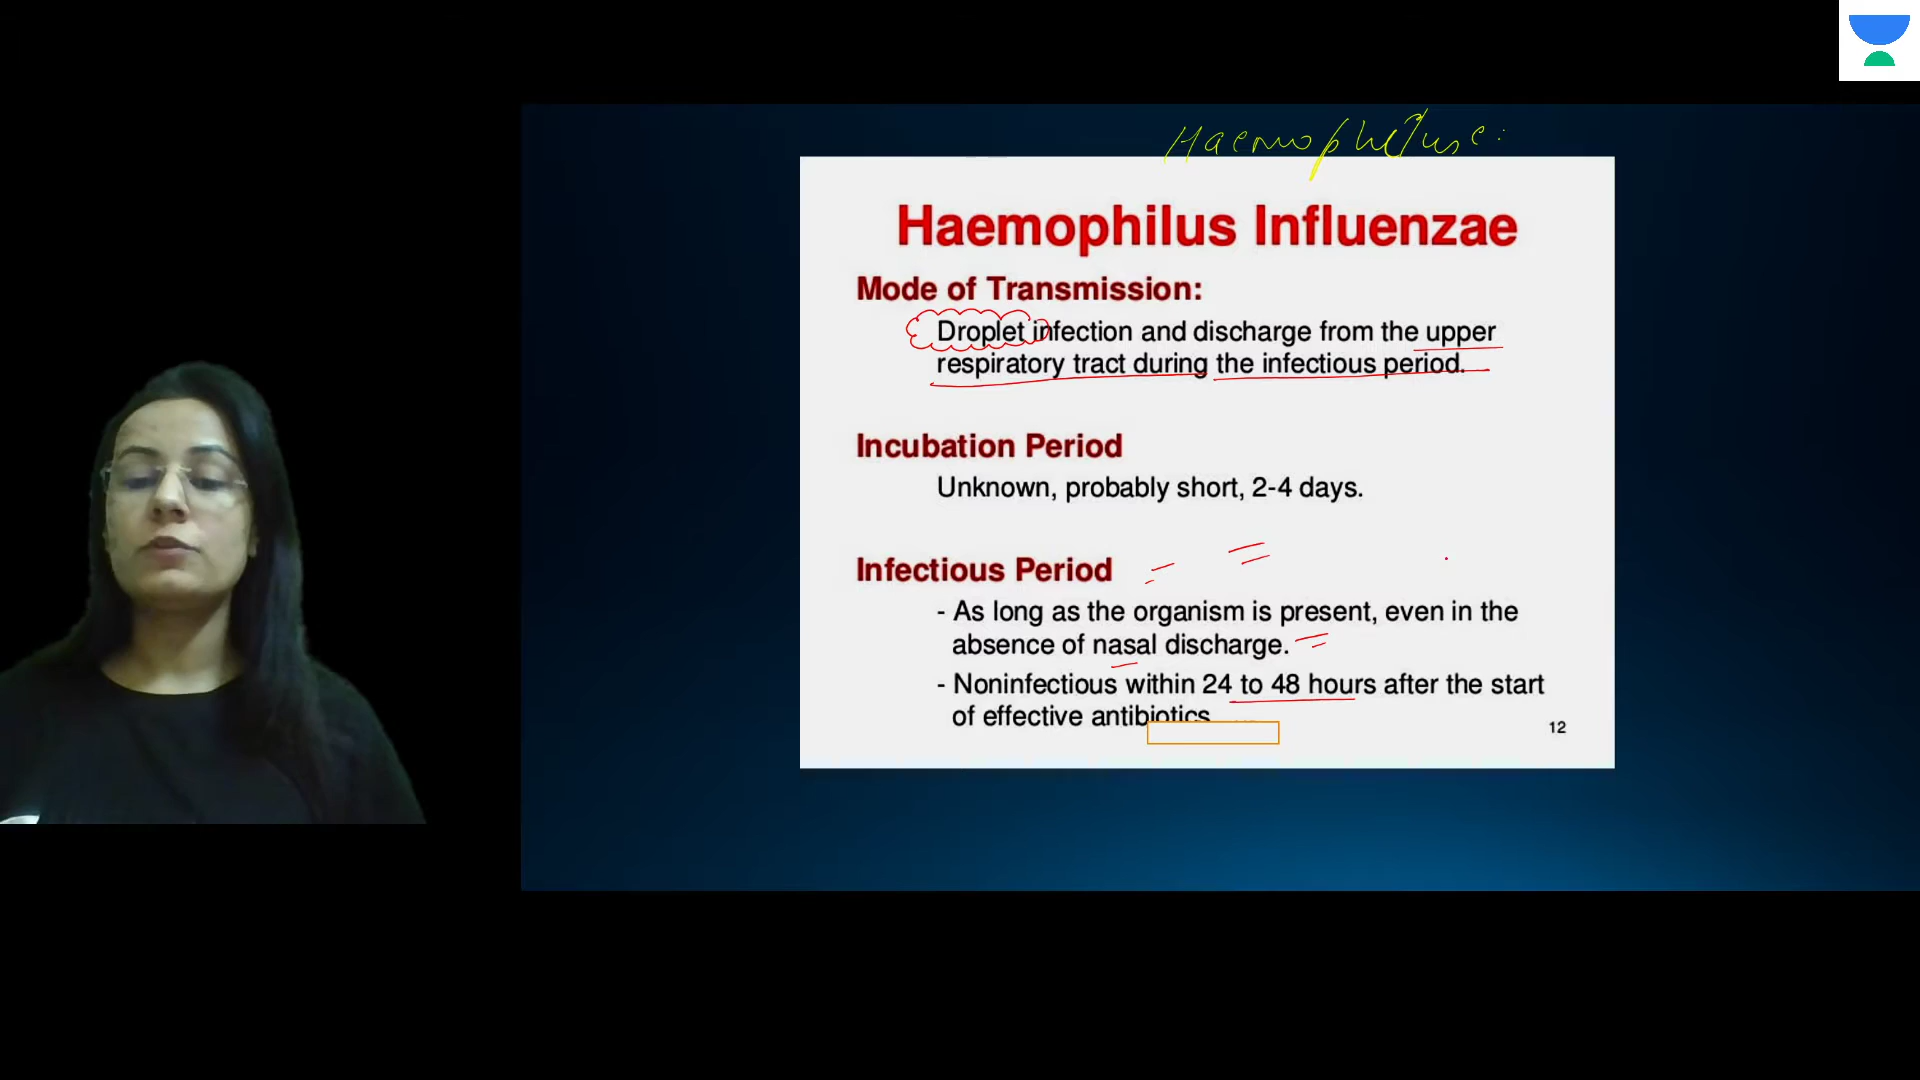 Haemophilus Influenzae
Mode of Transmission:
Droplet infection and discharge from the upper
respiratory tract during the infectious period.
Incubation Period
Unknown, probably short, 2-4 days.
Infectious Period
- As long as the organism is present, even in the
absence of nasal discharge.
- Noninfectious within 24 to 48 hours after the start
of effective antibiotics
12